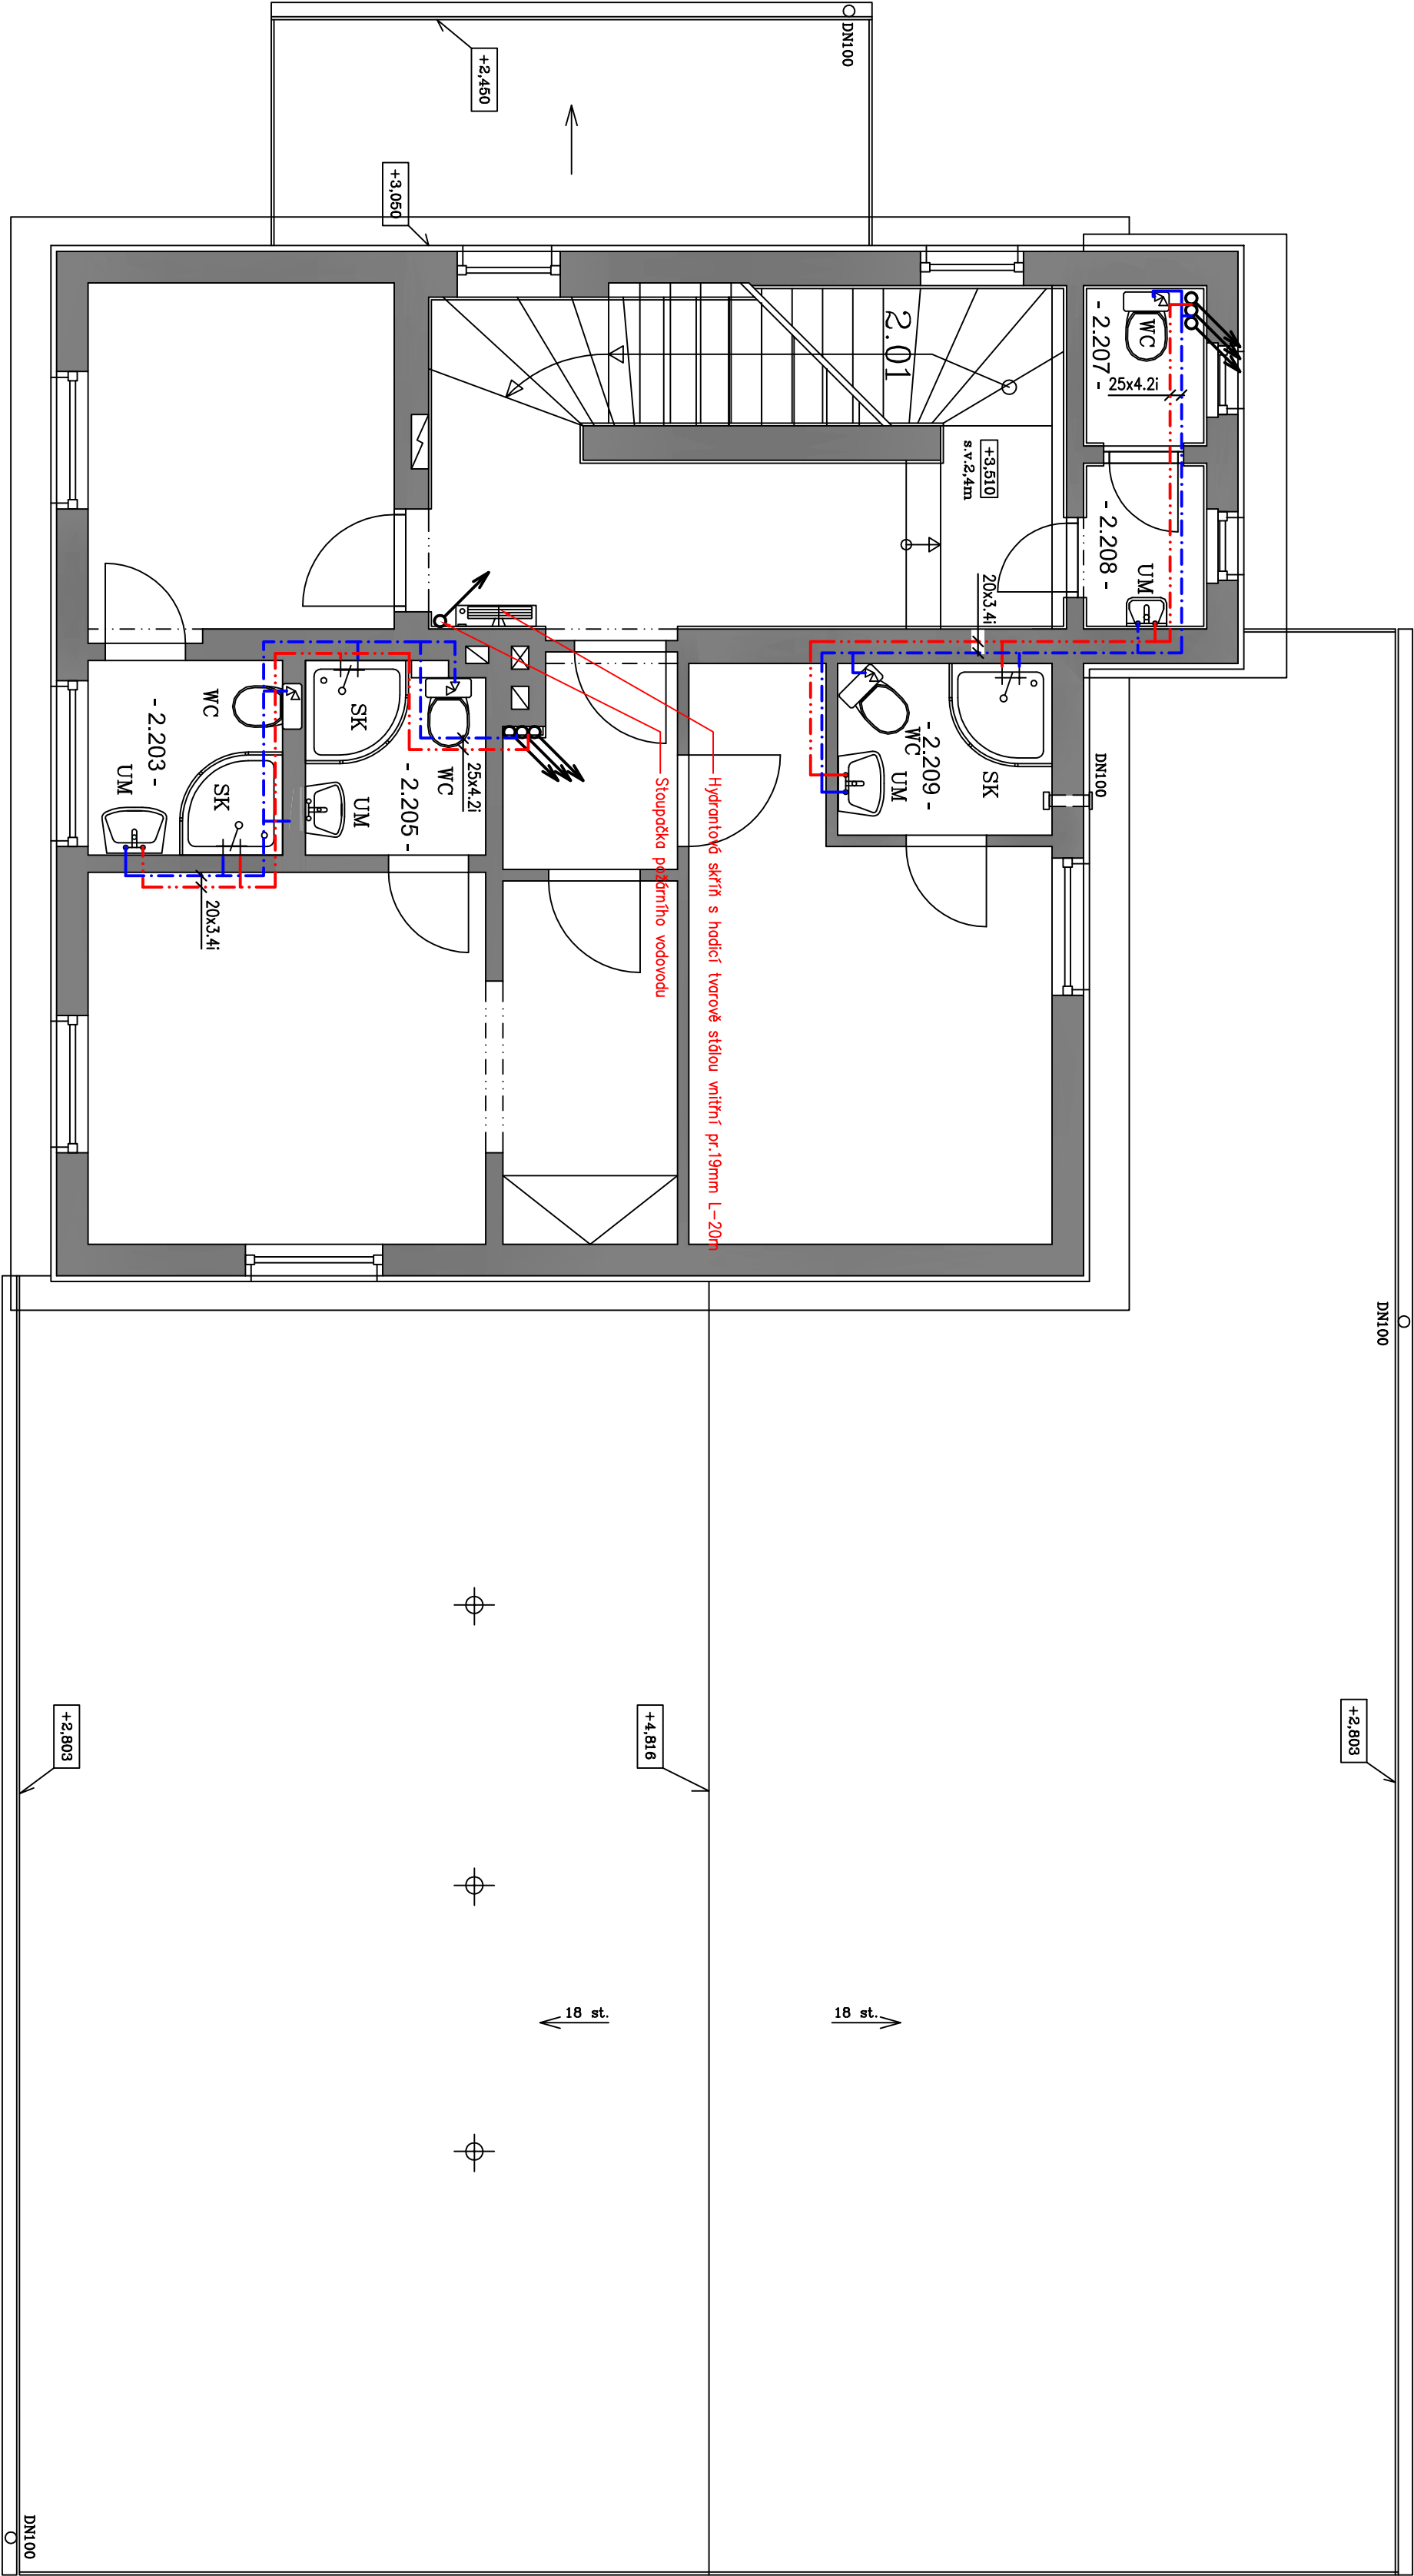 DN100
+2,450
+3,050
2.01
+3,510
s.v.2,4m
WC
- 2.207 -
25x4.2i
- 2.208 -
UM
20x3.4i
- 2.209 -
WC
UM
SK
DN100
WC
- 2.203 -
UM
SK
SK
UM
WC
- 2.205 -
25x4.2i
20x3.4i
Hydrantová skříň s hadicí tvarově stálou vnitřní pr.19mm L-20m
Stoupačka požárního vodovodu
DN100
+2,803
+4,816
+2,803
18 st.
18 st.
DN100